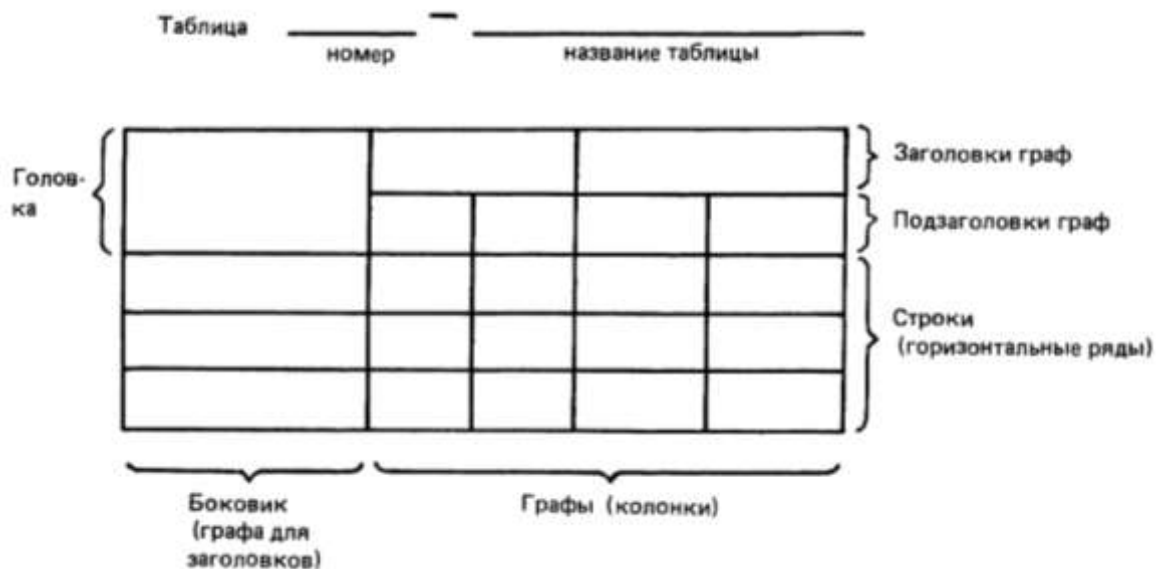 Таблица —
номер название таблицы
Заголовки граф
Голов-
ка
Подзаголовки граф
Строки
(горизонтальные ряды)
Боковик
(графа для
заголовков)
Графы (колонки)